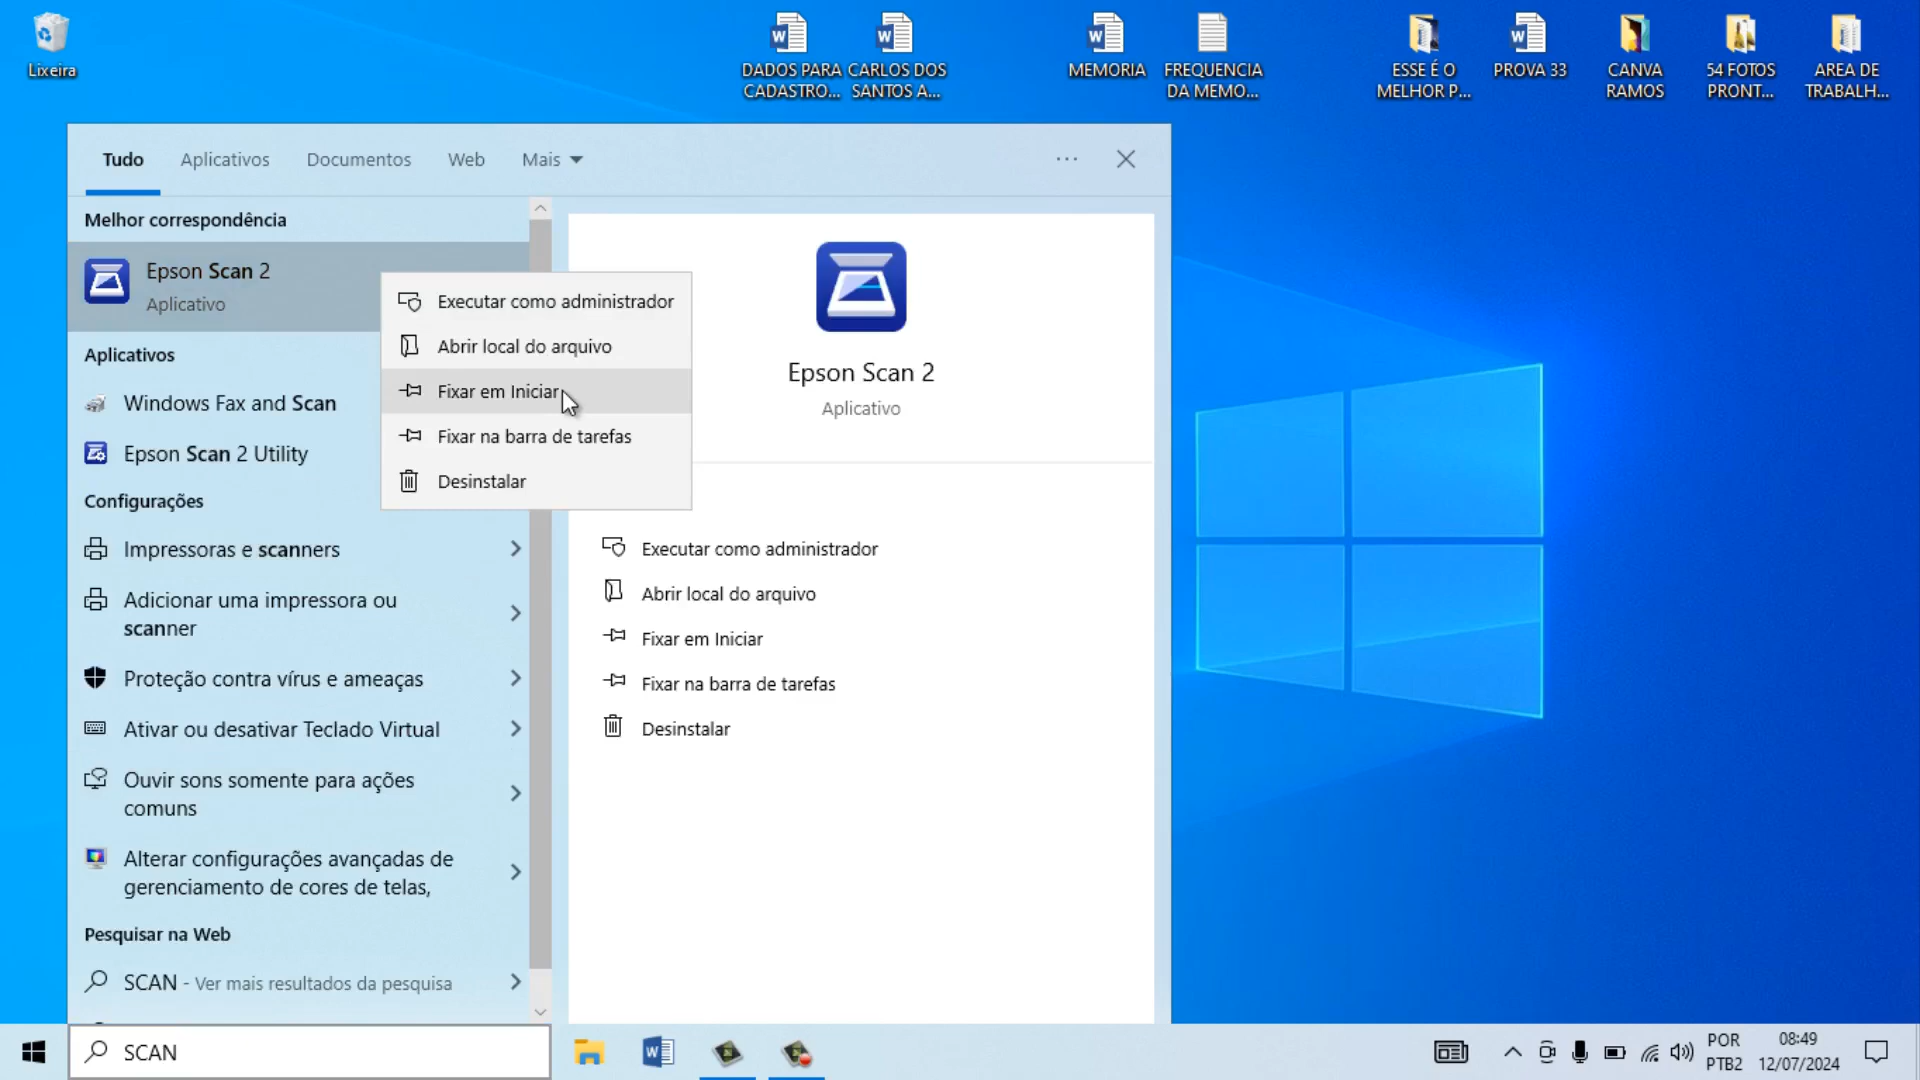 Lixeira
DADOS PARA
CADASTRO...
CARLOS DOS
SANTOS A...
MEMORIA
FREQUENCIA
DA MEMO...
ESSE É O
MELHOR P...
PROVA 33
CANVA
RAMOS
54 FOTOS
PRONT...
AREA DE
TRABALH...
Tudo
Aplicativos
Documentos
Web
Mais
Melhor correspondência
Epson Scan 2
Aplicativo
Aplicativos
Windows Fax and Scan
Epson Scan 2 Utility
Configurações
Impressoras e scanners
Adicionar uma impressora ou
scanner
Proteção contra vírus e ameaças
Ativar ou desativar Teclado Virtual
Ouvir sons somente para ações
comuns
Alterar configurações avançadas de
gerenciamento de cores de telas,
Pesquisar na Web
SCAN - Ver mais resultados da pesquisa
Executar como administrador
Abrir local do arquivo
Fixar em Iniciar
Fixar na barra de tarefas
Desinstalar
Epson Scan 2
Aplicativo
Executar como administrador
Abrir local do arquivo
Fixar em Iniciar
Fixar na barra de tarefas
Desinstalar
SCAN
POR
PTB2
08:49
12/07/2024